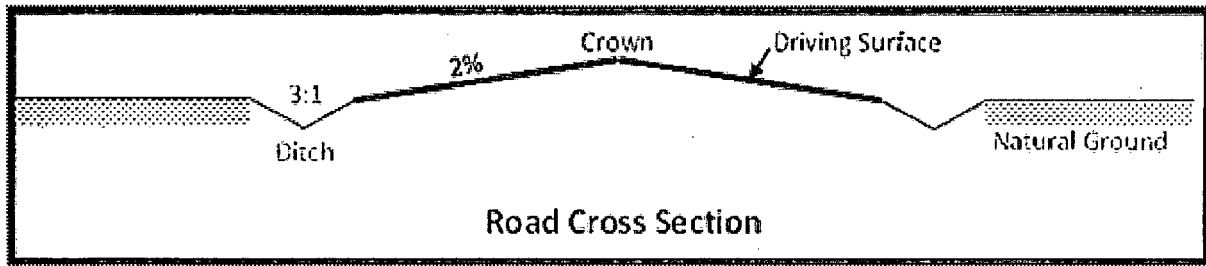 Crown
Driving Surface
2%
3:1
Ditch
Natural Ground
Road Cross Section